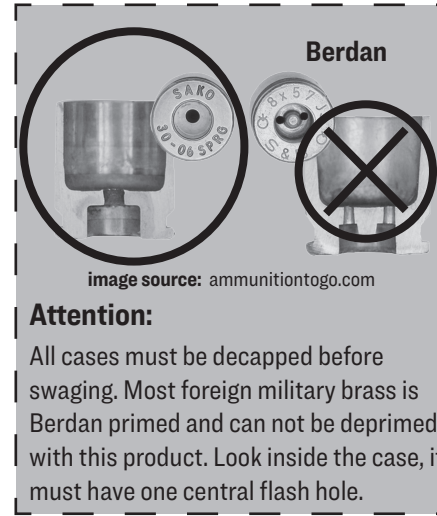 Berdan
SAKO
30-06 SPRG
8x57J
S&B
image source: ammunitiontogo.com
Attention:
All cases must be decapped before
swaging. Most foreign military brass is
Berdan primed and can not be deprimed
with this product. Look inside the case, it
must have one central flash hole.